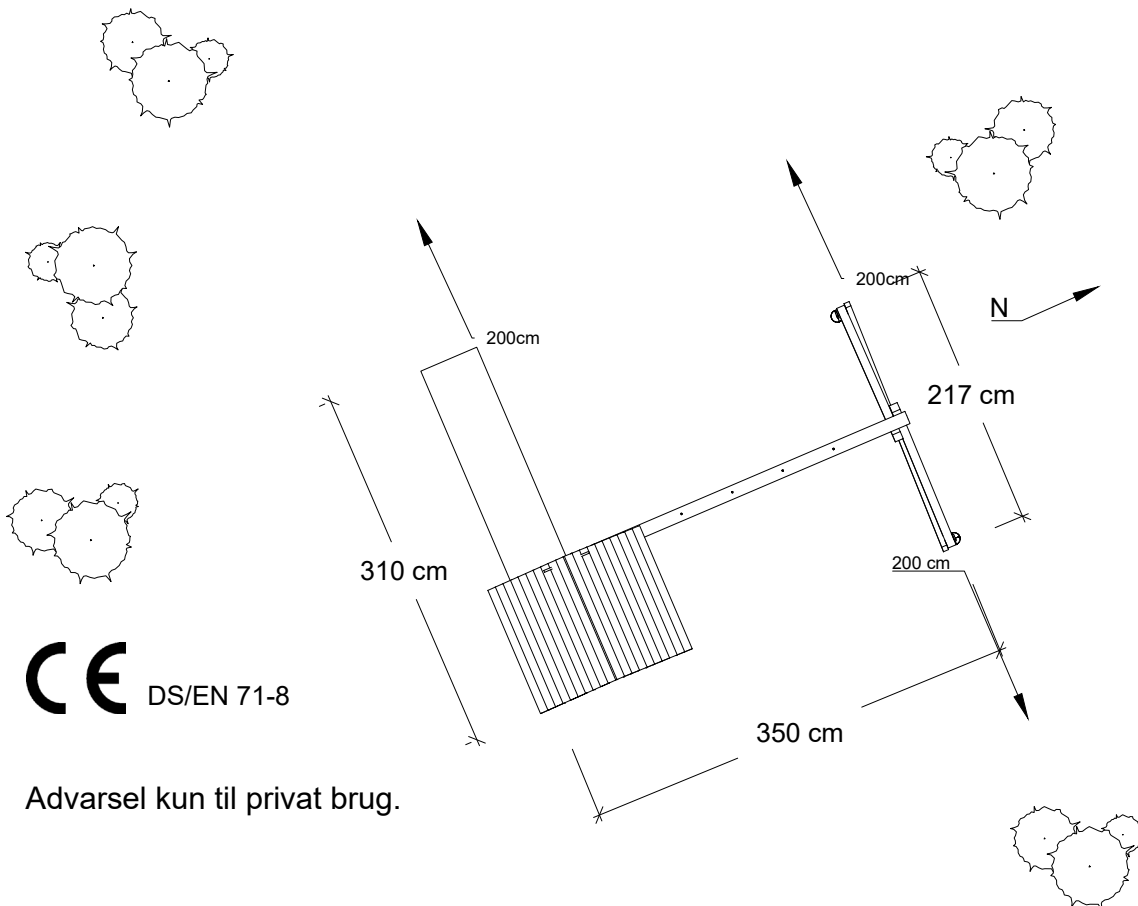 200cm
N
200cm
217 cm
310 cm
200 cm
CE DS/EN 71-8
350 cm
Advarsel kun til privat brug.